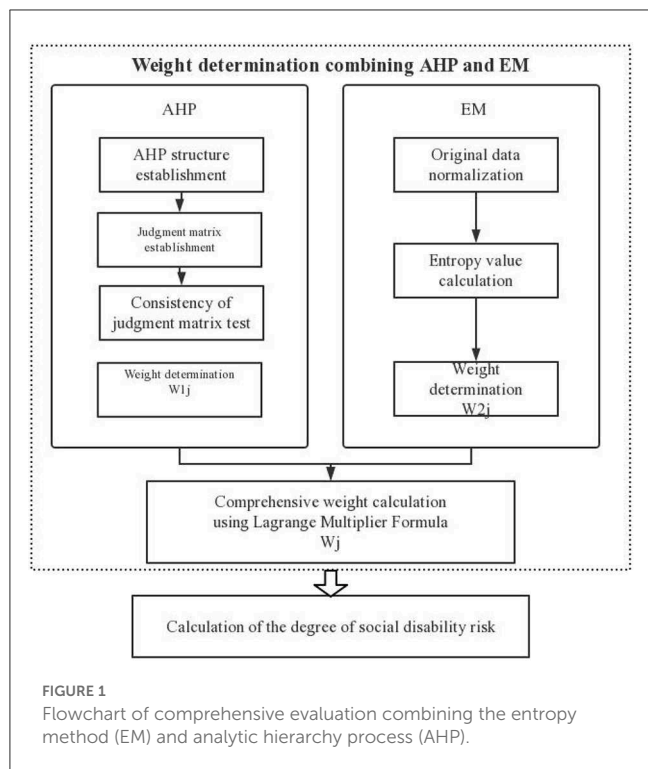 Weight determination combining AHP and EM
AHP
AHP structure
establishment
Judgment matrix
establishment
Consistency of
judgment matrix test
Weight determination
W1j
EM
Original data
normalization
Entropy value
calculation
Weight
determination
W2j
Comprehensive weight calculation
using Lagrange Multiplier Formula
Wj
Calculation of the degree of social disability risk
FIGURE 1
Flowchart of comprehensive evaluation combining the entropy
method (EM) and analytic hierarchy process (AHP).